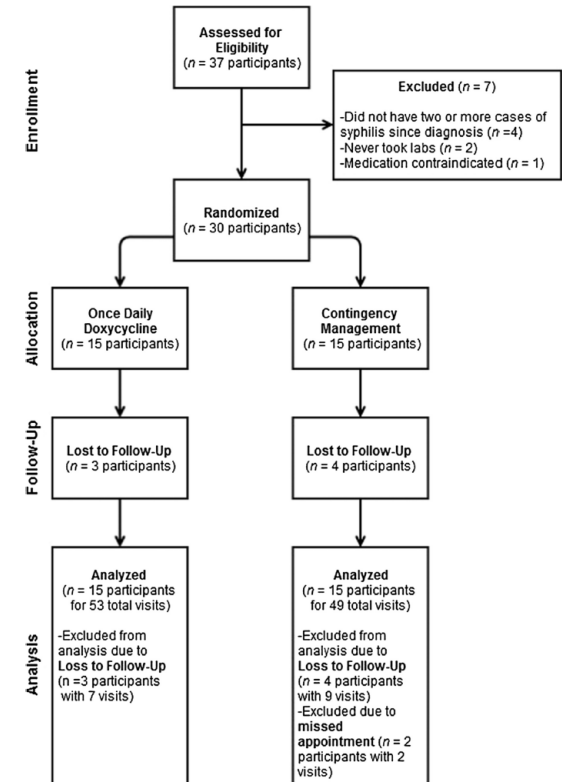 Assessed for
Eligibility
(n = 37 participants)
Enrollment
Excluded (n = 7)
-Did not have two or more cases of
syphilis since diagnosis (n =4)
-Never took labs (n = 2)
-Medication contraindicated (n = 1)
Randomized
(n = 30 participants)
Allocation
Once Daily
Doxycycline
(n = 15 participants)
Contingency
Management
(n = 15 participants)
Follow-Up
Lost to Follow-Up
(n = 3 participants)
Lost to Follow-Up
(n = 4 participants)
Analysis
Analyzed
(n = 15 participants
for 53 total visits)
-Excluded from
analysis due to
Loss to Follow-Up
(n =3 participants
with 7 visits)
Analyzed
(n = 15 participants
for 49 total visits)
-Excluded from
analysis due to
Loss to Follow-Up
(n = 4 participants
with 9 visits)
-Excluded due to
missed
appointment (n = 2
participants with 2
visits)